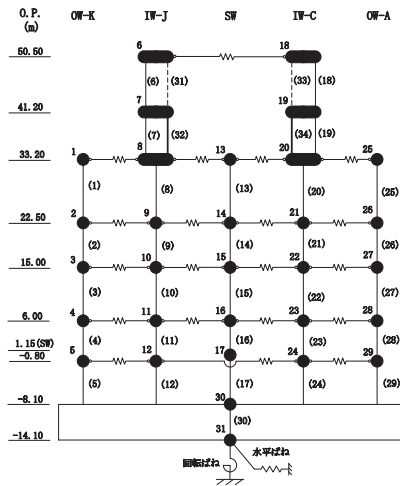 O.P. OW-K IW-J SW IW-C OW-A
(m)
50.50 6 18
(6) (31) (33) (18)
41.20 7 19
(7) (32) (34) (19)
33.20 1 8 13 20 25
(1) (8) (13) (20) (25)
22.50 2 9 14 21 26
(2) (9) (14) (21) (26)
15.00 3 10 15 22 27
(3) (10) (15) (22) (27)
6.00 4 11 16 23 28
(4) (11) (16) (23) (28)
1.15(SW) 17
-0.80 5 12 24 29
(5) (12) (17) (24) (29)
-8.10 30
(30)
-14.10 31
水平ばね
回転ばね